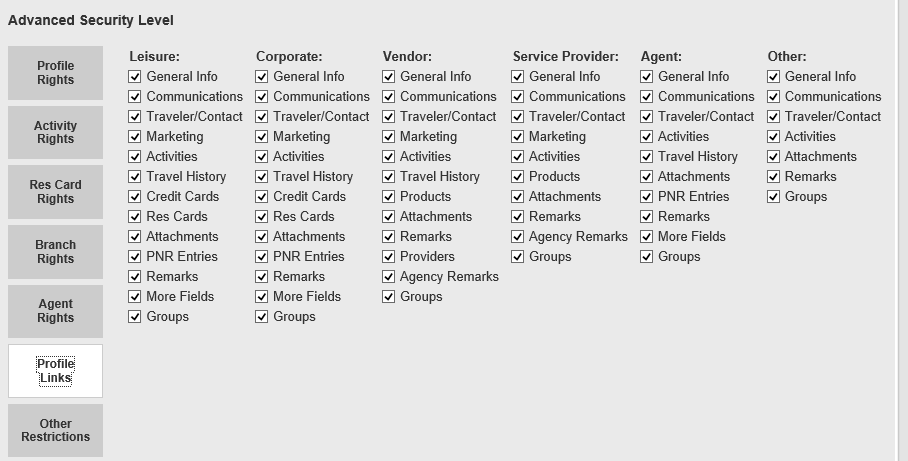 Advanced Security Level
Profile
Rights
Activity
Rights
Res Card
Rights
Branch
Rights
Agent
Rights
Profile
Links
Other
Restrictions
Leisure:
General Info
Communications
Traveler/Contact
Marketing
Activities
Travel History
Credit Cards
Res Cards
Attachments
PNR Entries
Remarks
More Fields
Groups
Corporate:
General Info
Communications
Traveler/Contact
Marketing
Activities
Travel History
Credit Cards
Res Cards
Attachments
PNR Entries
Remarks
More Fields
Groups
Vendor:
General Info
Communications
Traveler/Contact
Marketing
Activities
Travel History
Products
Attachments
Remarks
Providers
Agency Remarks
Groups
Service Provider:
General Info
Communications
Traveler/Contact
Marketing
Activities
Products
Attachments
Remarks
Agency Remarks
Groups
Agent:
General Info
Communications
Traveler/Contact
Activities
Travel History
Attachments
PNR Entries
Remarks
More Fields
Groups
Other:
General Info
Communications
Traveler/Contact
Activities
Attachments
Remarks
Groups